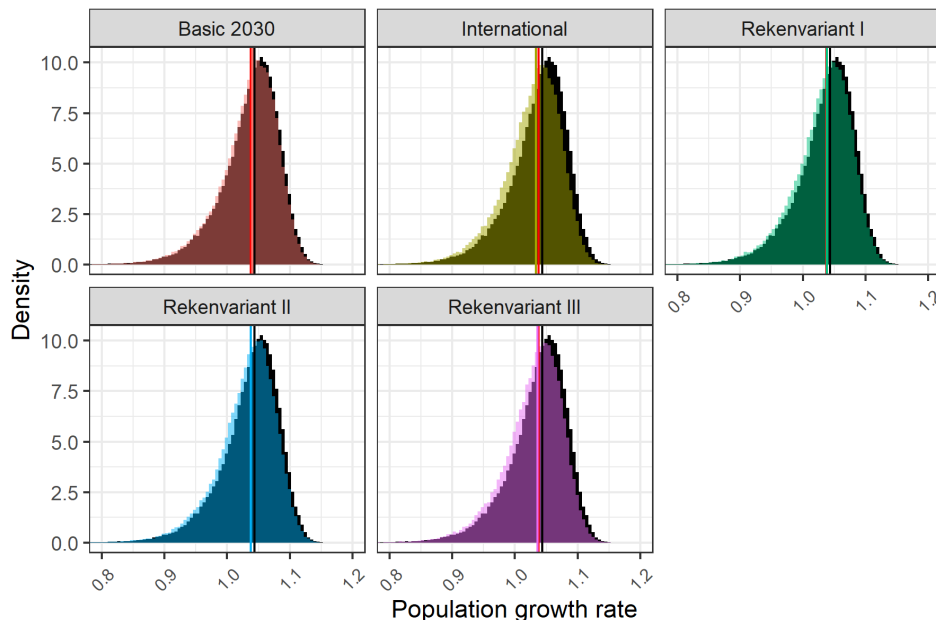 Basic 2030
International
Rekenvariant I
10.0
7.5
5.0
2.5
0.0
0.8 0.9 1.0 1.1 1.2
Rekenvariant II
Rekenvariant III
Density
10.0
7.5
5.0
2.5
0.0
0.8 0.9 1.0 1.1 1.2
0.8 0.9 1.0 1.1 1.2
Population growth rate